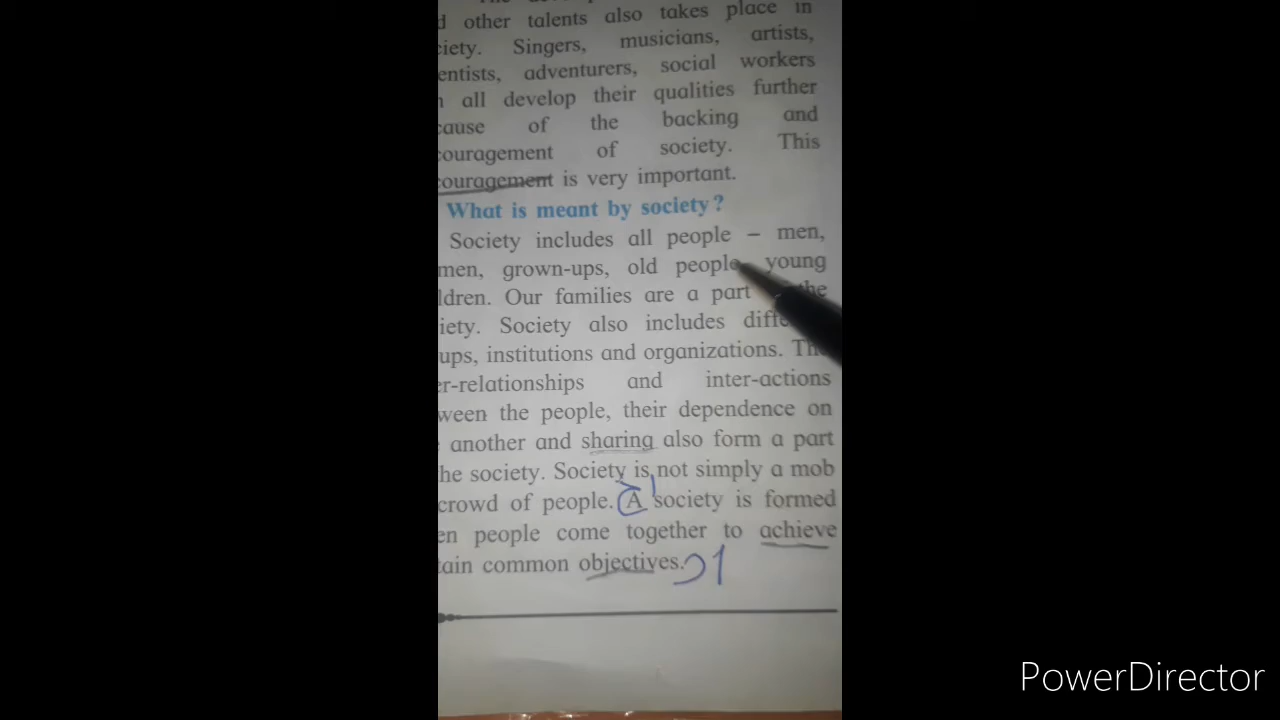 d other talents also takes place in
iety. Singers, musicians, artists,
entists, adventurers, social workers
all develop their qualities further
cause of the backing and
couragement of society. This
couragement is very important.
What is meant by society?
Society includes all people – men,
men, grown-ups, old people, young
ldren. Our families are a part the
iety. Society also includes
ups, institutions and organizations.
er-relationships and inter-actions
ween the people, their dependence on
another and sharing also form a part
he society. Society is not simply a mob
crowd of people. A society is formed
en people come together to achieve
tain common objectives.
PowerDirector